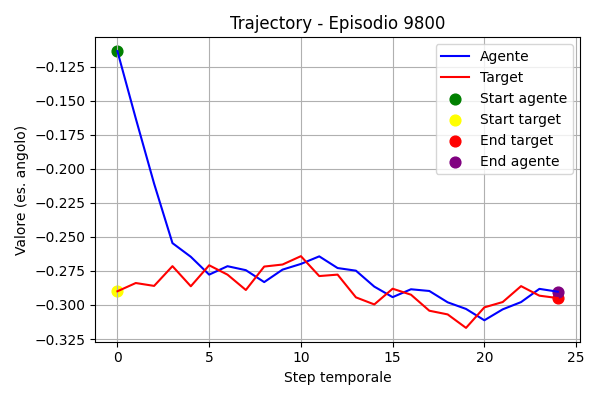 Trajectory - Episodio 9800
Agente
Target
Start agente
Start target
End target
End agente
Valore (es. angolo)
−0.125
−0.150
−0.175
−0.200
−0.225
−0.250
−0.275
−0.300
−0.325
0 5 10 15 20 25
Step temporale